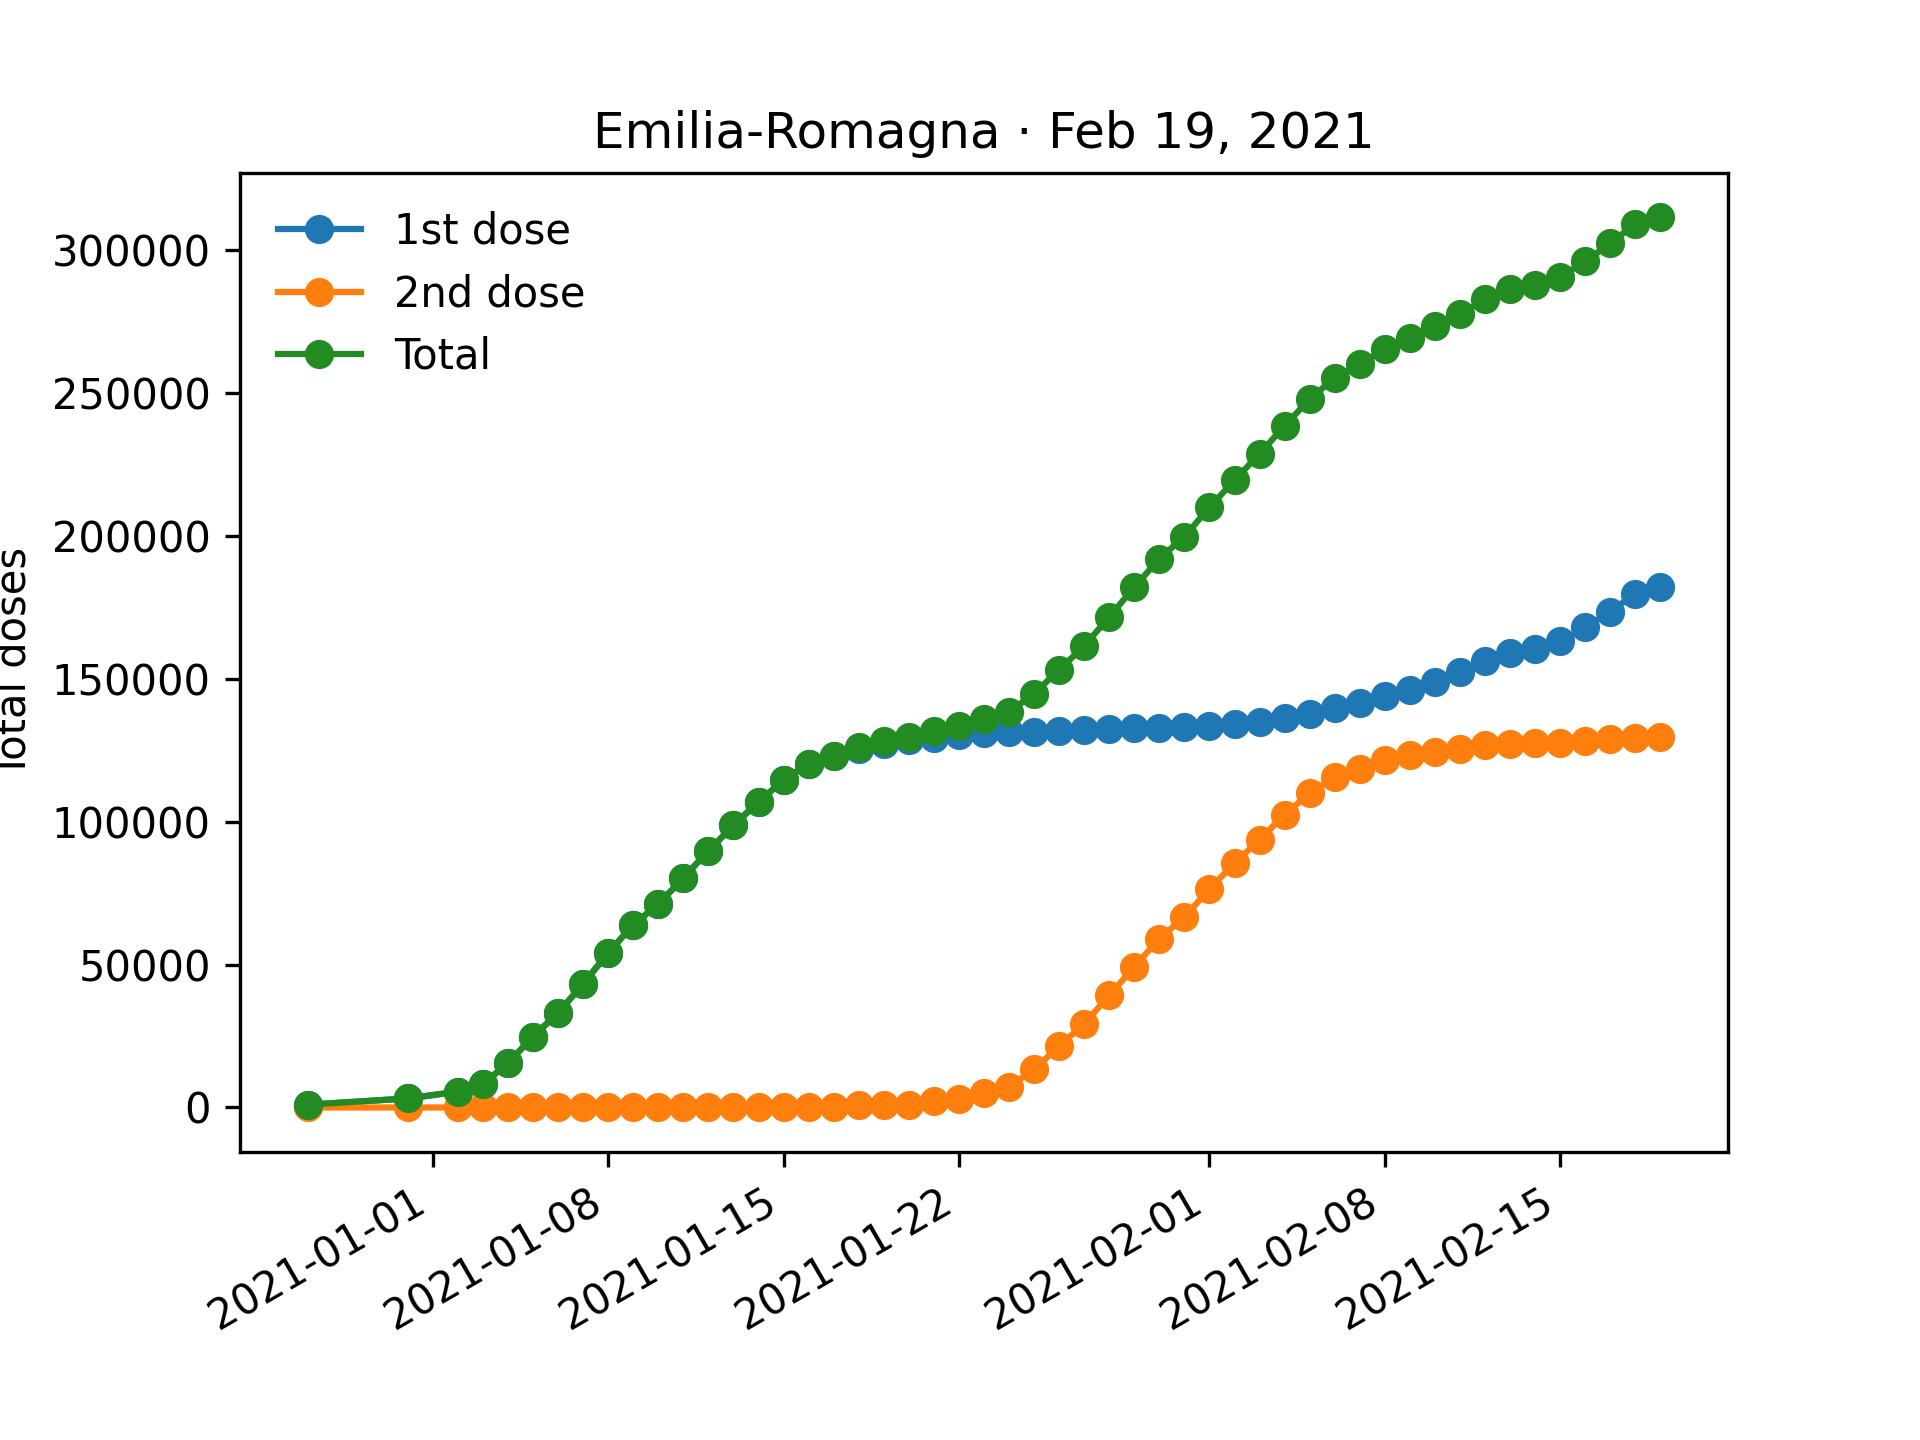 Emilia-Romagna · Feb 19, 2021
1st dose
2nd dose
Total
Total doses
300000
250000
200000
150000
100000
50000
0
2021-01-01
2021-01-08
2021-01-15
2021-01-22
2021-02-01
2021-02-08
2021-02-15